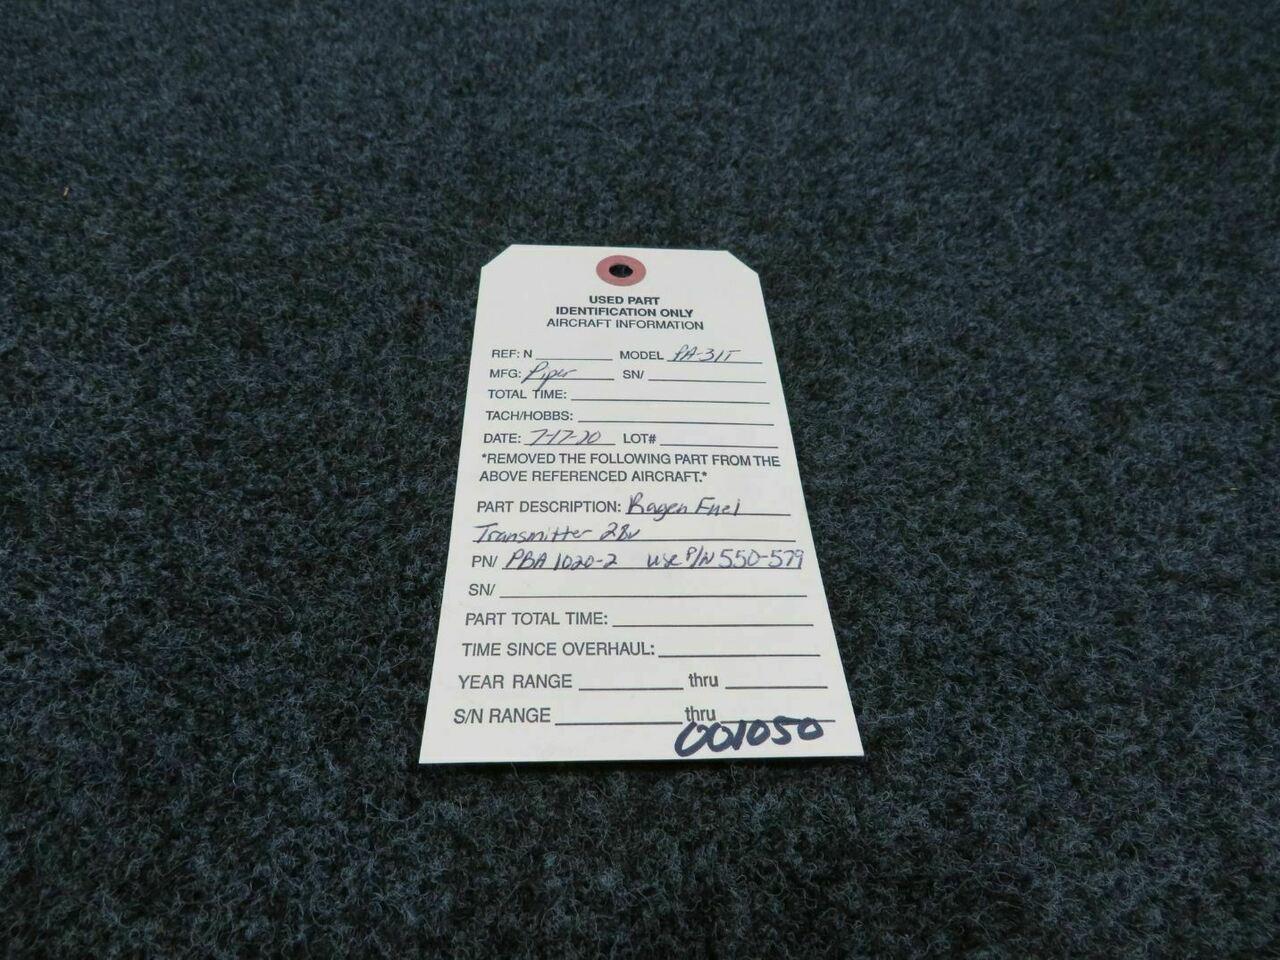 USED PART
IDENTIFICATION ONLY
AIRCRAFT INFORMATION
REF: N MODEL PA-31T
MFG: Piper SN/
TOTAL TIME:
TACH/HOBBS:
DATE: 7-17-20 LOT#
*REMOVED THE FOLLOWING PART FROM THE
ABOVE REFERENCED AIRCRAFT.*
PART DESCRIPTION: Ragen Fuel
Transmitter 28v
PN/ PBA 1020-2 use P/N 550-579
SN/
PART TOTAL TIME:
TIME SINCE OVERHAUL:
YEAR RANGE thru
S/N RANGE thru
001050